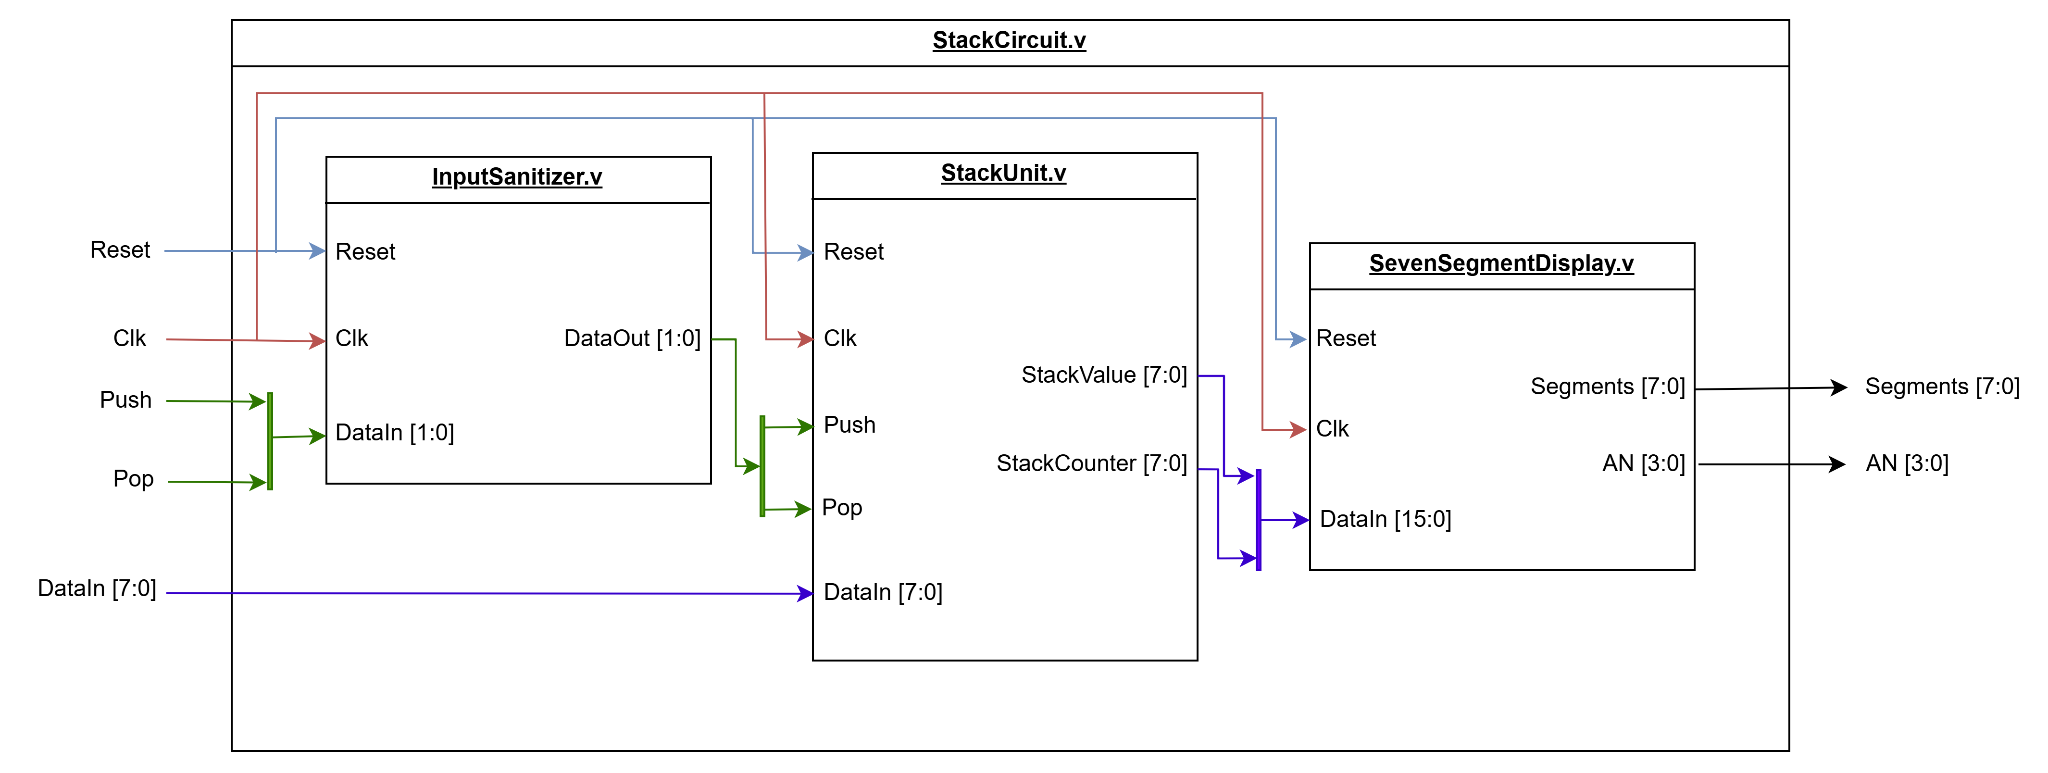 StackCircuit.v
InputSanitizer.v
StackUnit.v
SevenSegmentDisplay.v
Reset
Clk
Push
Pop
DataIn [7:0]
Reset
Clk
DataIn [1:0]
DataOut [1:0]
Reset
Clk
Push
Pop
DataIn [7:0]
StackValue [7:0]
StackCounter [7:0]
Reset
Clk
DataIn [15:0]
Segments [7:0]
AN [3:0]
Segments [7:0]
AN [3:0]